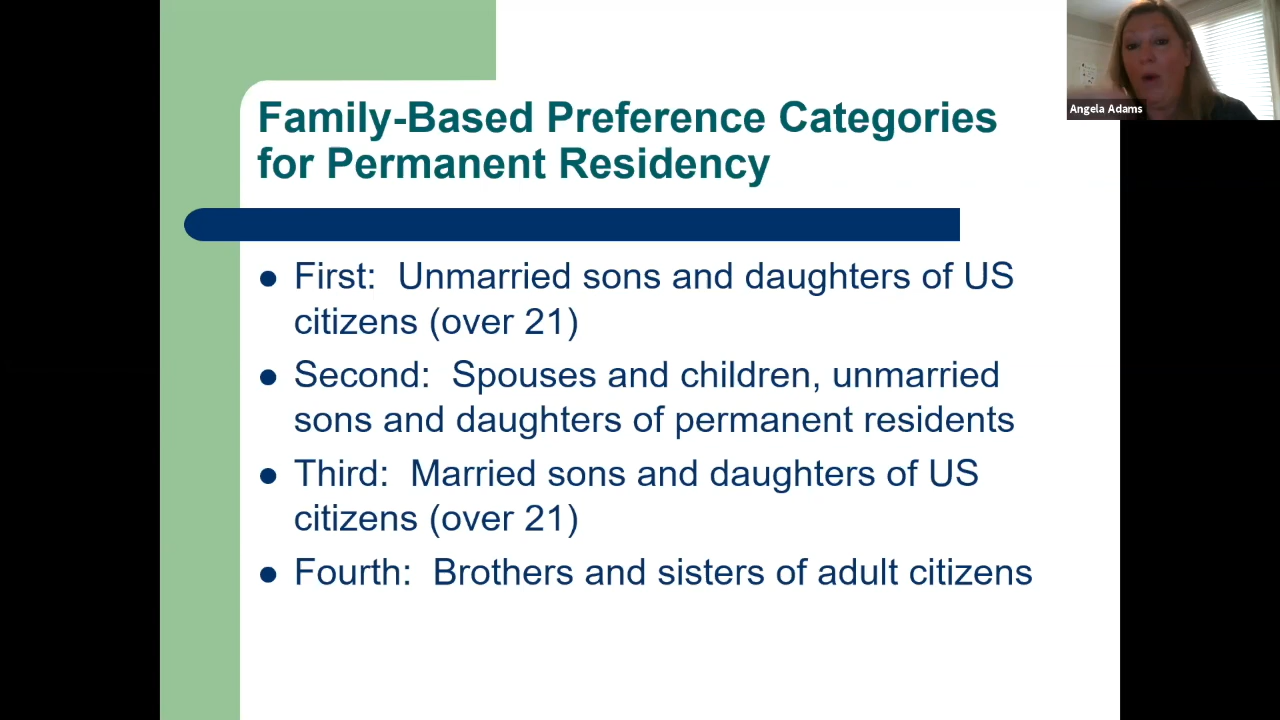 Family-Based Preference Categories
for Permanent Residency
Angela Adams
● First:  Unmarried sons and daughters of US
citizens (over 21)
● Second:  Spouses and children, unmarried
sons and daughters of permanent residents
● Third:  Married sons and daughters of US
citizens (over 21)
● Fourth:  Brothers and sisters of adult citizens